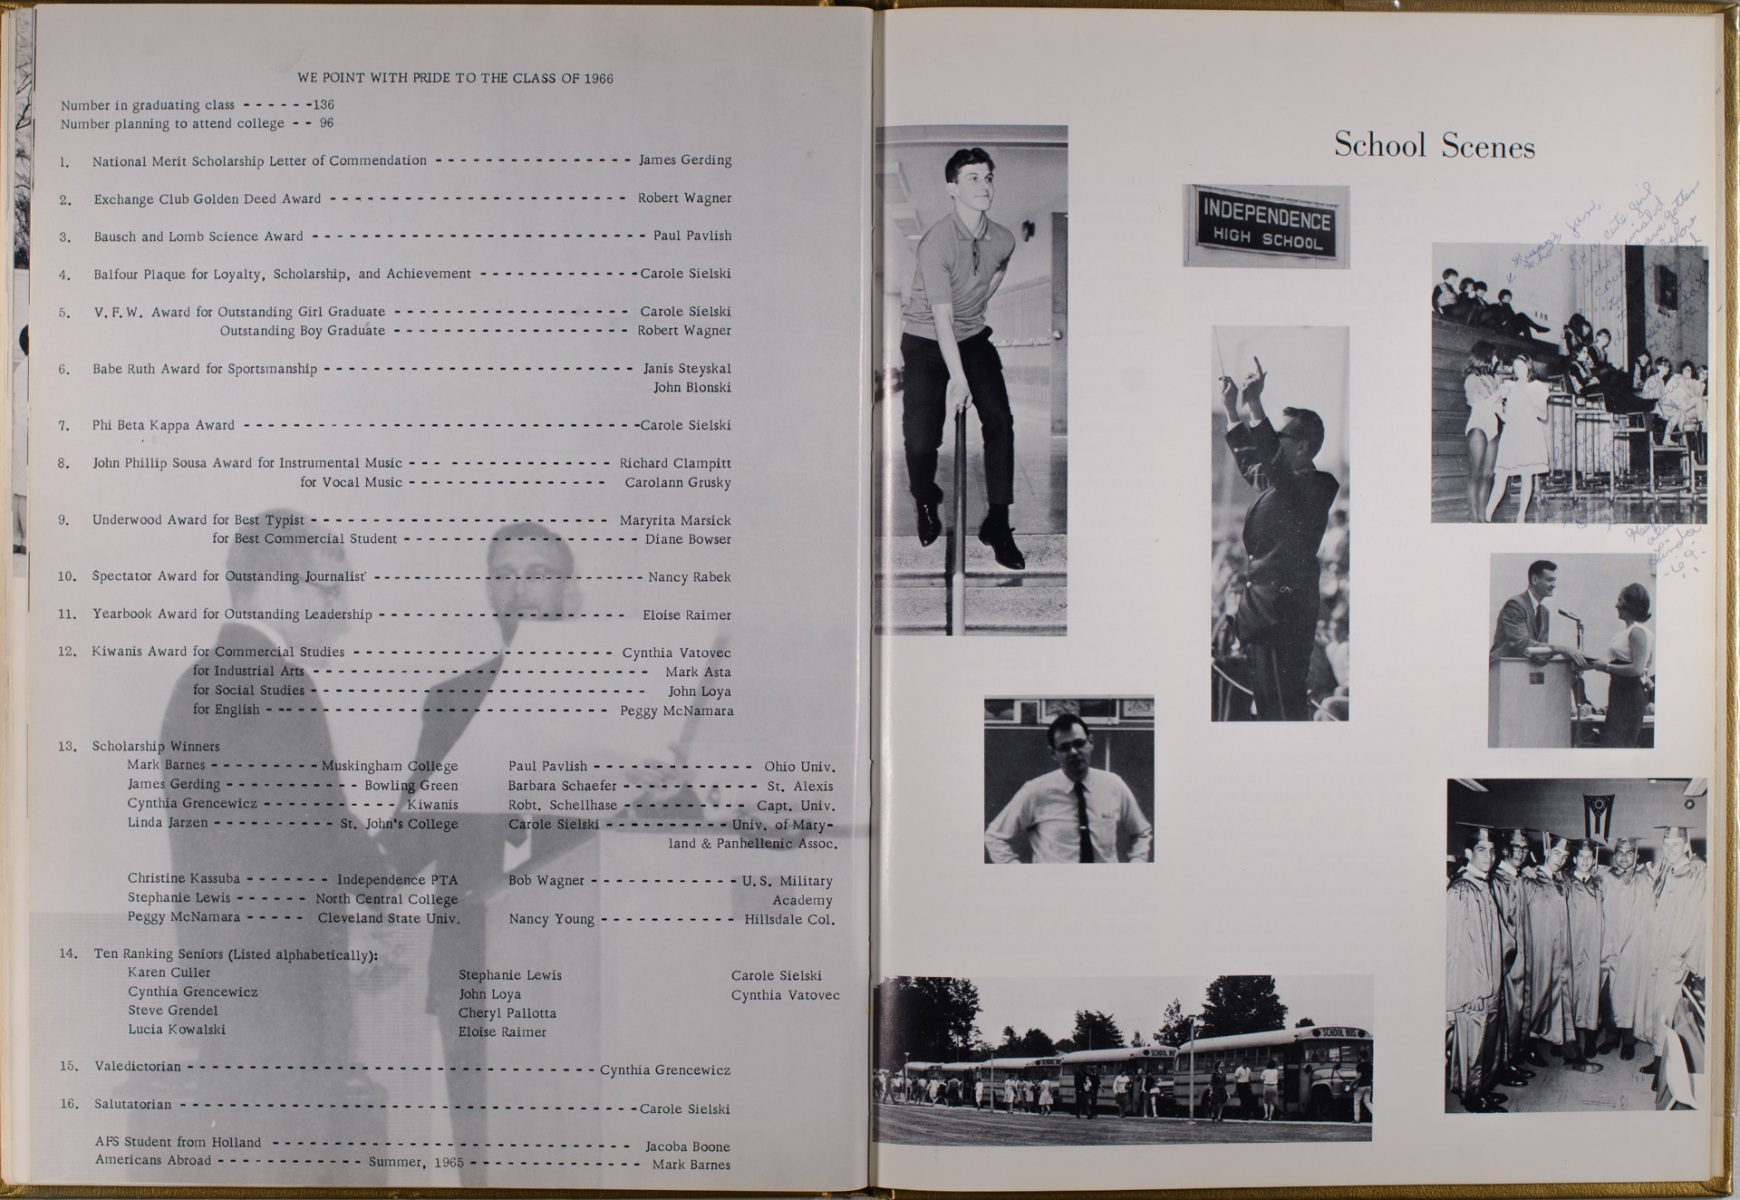 WE POINT WITH PRIDE TO THE CLASS OF 1966
Number in graduating class - - - - - -136
Number planning to attend college - - 96
1. National Merit Scholarship Letter of Commendation - - - - - - - - - - - - - - - - James Gerding
2. Exchange Club Golden Deed Award - - - - - - - - - - - - - - - - - - - - - - - - - Robert Wagner
3. Bausch and Lomb Science Award - - - - - - - - - - - - - - - - - - - - - - - - - - - Paul Pavlish
4. Balfour Plaque for Loyalty, Scholarship, and Achievement - - - - - - - - - - - - -Carole Sielski
5. V.F.W. Award for Outstanding Girl Graduate - - - - - - - - - - - - - - - - - - - Carole Sielski
Outstanding Boy Graduate - - - - - - - - - - - - - - - - - - - Robert Wagner
6. Babe Ruth Award for Sportsmanship - - - - - - - - - - - - - - - - - - - - - - - - - Janis Steyskal
John Blonski
7. Phi Beta Kappa Award - - - - - - - - - - - - - - - - - - - - - - - - - - - - - - - -Carole Sielski
8. John Phillip Sousa Award for Instrumental Music - - - - - - - - - - - - - - - - Richard Clampitt
for Vocal Music - - - - - - - - - - - - - - - - Carolann Grusky
9. Underwood Award for Best Typist - - - - - - - - - - - - - - - - - - - - - - - - Maryrita Marsick
for Best Commercial Student - - - - - - - - - - - - - - - - - - - Diane Bowser
10. Spectator Award for Outstanding Journalist - - - - - - - - - - - - - - - - - - - - - - Nancy Rabek
11. Yearbook Award for Outstanding Leadership - - - - - - - - - - - - - - - - - - - - Eloise Raimer
12. Kiwanis Award for Commercial Studies - - - - - - - - - - - - - - - - - - - - - - Cynthia Vatovec
for Industrial Arts - - - - - - - - - - - - - - - - - - - - - - - - - - - Mark Asta
for Social Studies - - - - - - - - - - - - - - - - - - - - - - - - - - - John Loya
for English - - - - - - - - - - - - - - - - - - - - - - - - - - - Peggy McNamara
13. Scholarship Winners
Mark Barnes - - - - - - - - -Muskingham College
James Gerding - - - - - - - - - - - Bowling Green
Cynthia Grencewicz - - - - - - - - - - - Kiwanis
Linda Jarzen - - - - - - - - - - St. John's College
Paul Pavlish - - - - - - - - - - - - - Ohio Univ.
Barbara Schaefer - - - - - - - - - - - St. Alexis
Robt. Schellhase - - - - - - - - - - Capt. Univ.
Carole Sielski - - - - - - - - - - Univ. of Mary-
land & Panhellenic Assoc.
Christine Kassuba - - - - - - - Independence PTA
Stephanie Lewis - - - - - - North Central College
Peggy McNamara - - - - - Cleveland State Univ.
Bob Wagner - - - - - - - - - - - -U.S. Military
Academy
Nancy Young - - - - - - - - - - - Hillsdale Col.
14. Ten Ranking Seniors (Listed alphabetically):
Karen Culler
Cynthia Grencewicz
Steve Grendel
Lucia Kowalski
Stephanie Lewis
John Loya
Cheryl Pallotta
Eloise Raimer
Carole Sielski
Cynthia Vatovec
15. Valedictorian - - - - - - - - - - - - - - - - - - - - - - - - - - - - - - - - - Cynthia Grencewicz
16. Salutatorian - - - - - - - - - - - - - - - - - - - - - - - - - - - - - - - - - - - - -Carole Sielski
AFS Student from Holland - - - - - - - - - - - - - - - - - - - - - - - - - - - - - Jacoba Boone
Americans Abroad - - - - - - - - - - - - Summer, 1965 - - - - - - - - - - - - - - Mark Barnes
School Scenes
INDEPENDENCE
HIGH SCHOOL
SCHOOL BUS
SCHOOL BUS
SCHOOL BUS